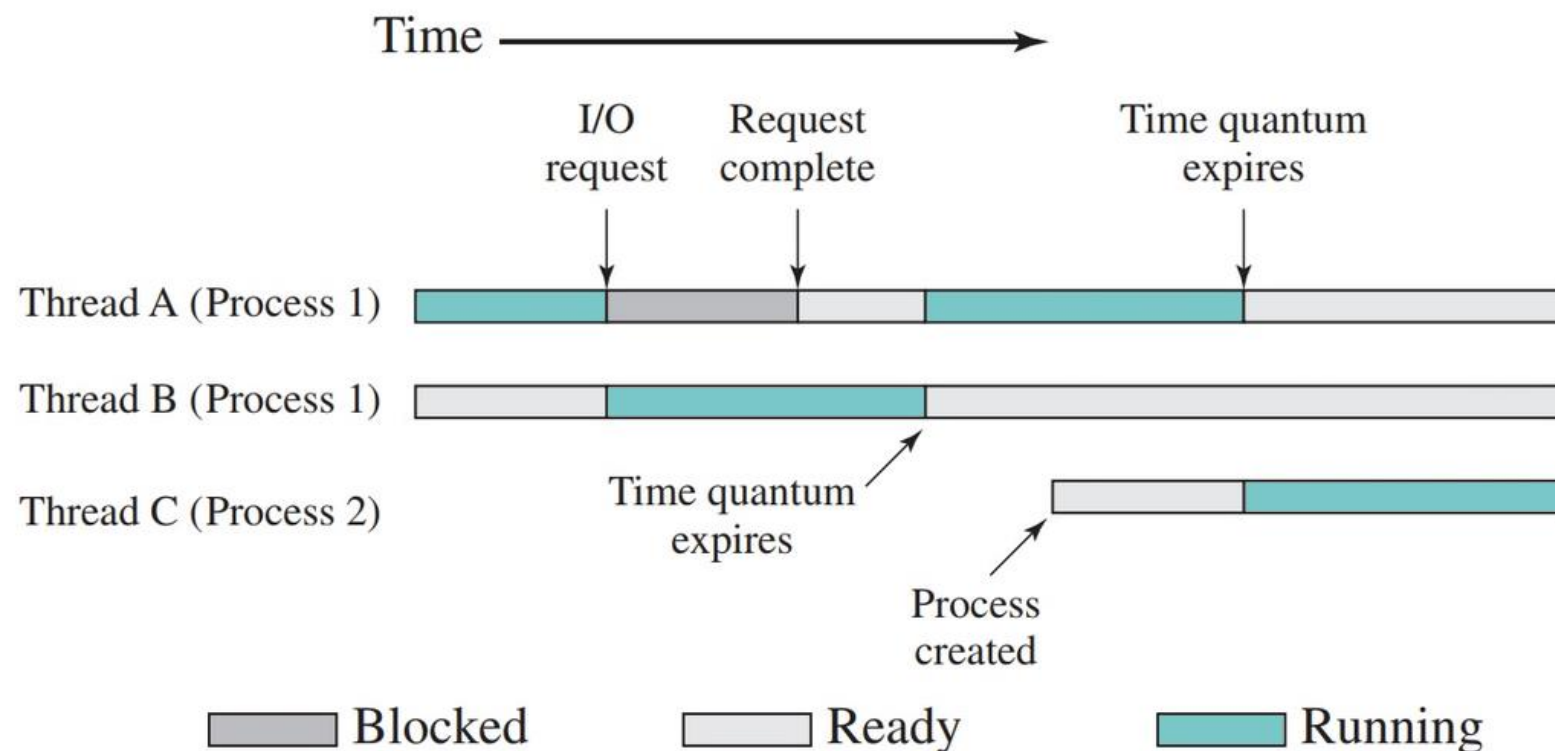 Time
I/O
request
Request
complete
Time quantum
expires
Thread A (Process 1)
Thread B (Process 1)
Time quantum
expires
Thread C (Process 2)
Process
created
Blocked
Ready
Running